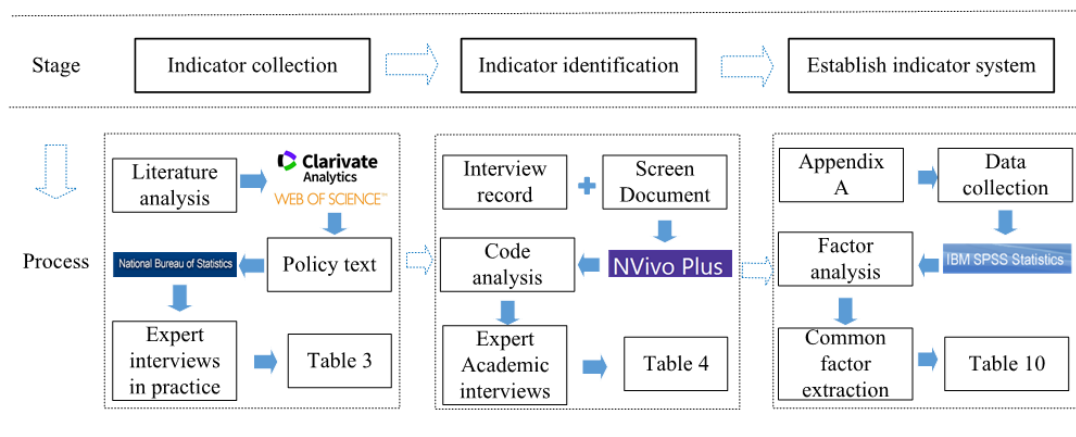 Stage
Indicator collection
Indicator identification
Establish indicator system
Process
Literature
analysis
Clarivate
Analytics
WEB OF SCIENCE™
National Bureau of Statistics
Policy text
Expert
interviews
in practice
Table 3
Interview
record
Screen
Document
Code
analysis
NVivo Plus
Expert
Academic
interviews
Table 4
Appendix
A
Data
collection
Factor
analysis
IBM SPSS Statistics
Common
factor
extraction
Table 10